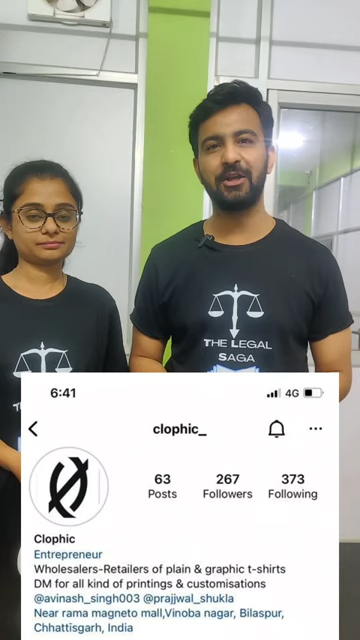 THE LEGAL
SAGA
6:41
4G
clophic_
63
267
373
Posts
Followers
Following
Clophic
Entrepreneur
Wholesalers-Retailers of plain & graphic t-shirts
DM for all kind of printings & customisations
@avinash_singh003 @prajjwal_shukla
Near rama magneto mall,Vinoba nagar, Bilaspur,
Chhattisgarh, India